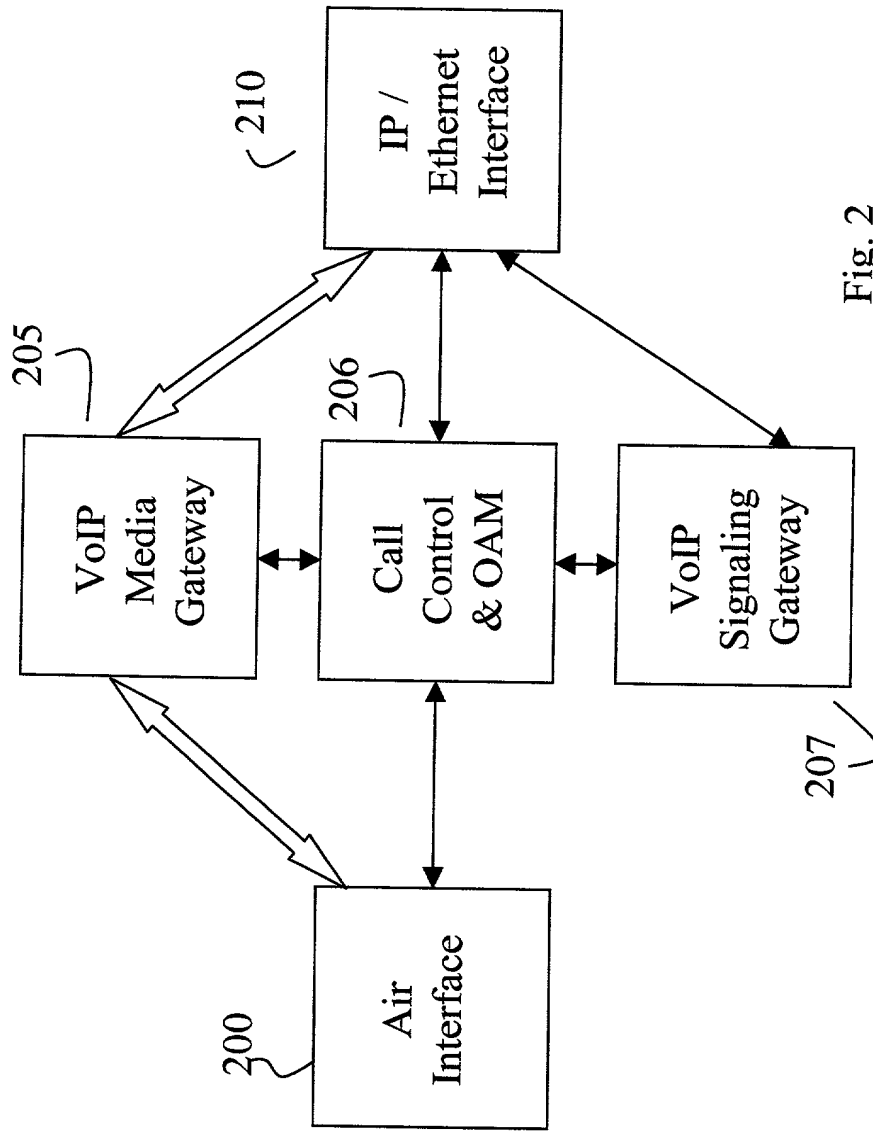 200
Air
Interface
205
VoIP
Media
Gateway
206
Call
Control
& OAM
207
VoIP
Signaling
Gateway
210
IP /
Ethernet
Interface
Fig. 2